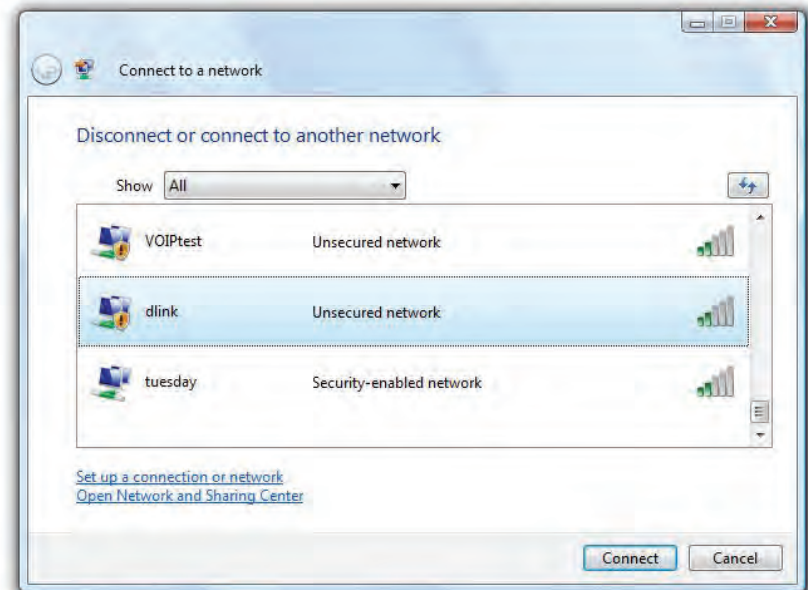 Connect to a network
Disconnect or connect to another network
Show All
VOIPtest Unsecured network
dlink Unsecured network
tuesday Security-enabled network
Set up a connection or network
Open Network and Sharing Center
Connect Cancel